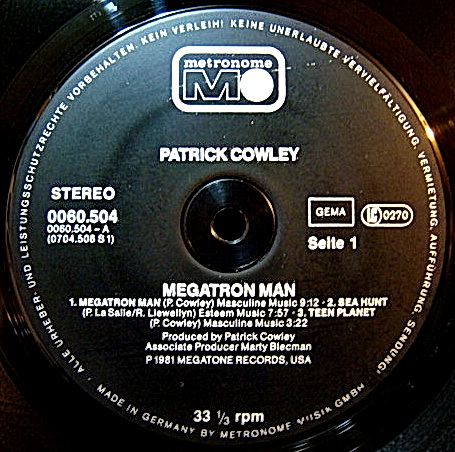 ALLE URHEBER UND LEISTUNGSSCHUTZRECHTE VORBEHALTEN. KEIN VERLEIH! KEINE UNERLAUBTE VERVIELFÄLTIGUNG. VERMIETUNG. AUFFÜHRUNG. SENDUNG!
metronome
M
PATRICK COWLEY
STEREO
0060.504
0060.504 - A
(0704.508 S 1)
GEMA
LC 0270
Seite 1
MEGATRON MAN
1. MEGATRON MAN (P. Cowley) Masculine Music 9:12 · 2. SEA HUNT
(P. La Salle/R. Llewellyn) Esteem Music 7:57 · 3. TEEN PLANET
(P. Cowley) Masculine Music 3:22
Produced by Patrick Cowley
Associate Producer Marty Blecman
P 1981 MEGATONE RECORDS, USA
33 1/3 rpm
MADE IN GERMANY BY METRONOME MUSIK GMBH